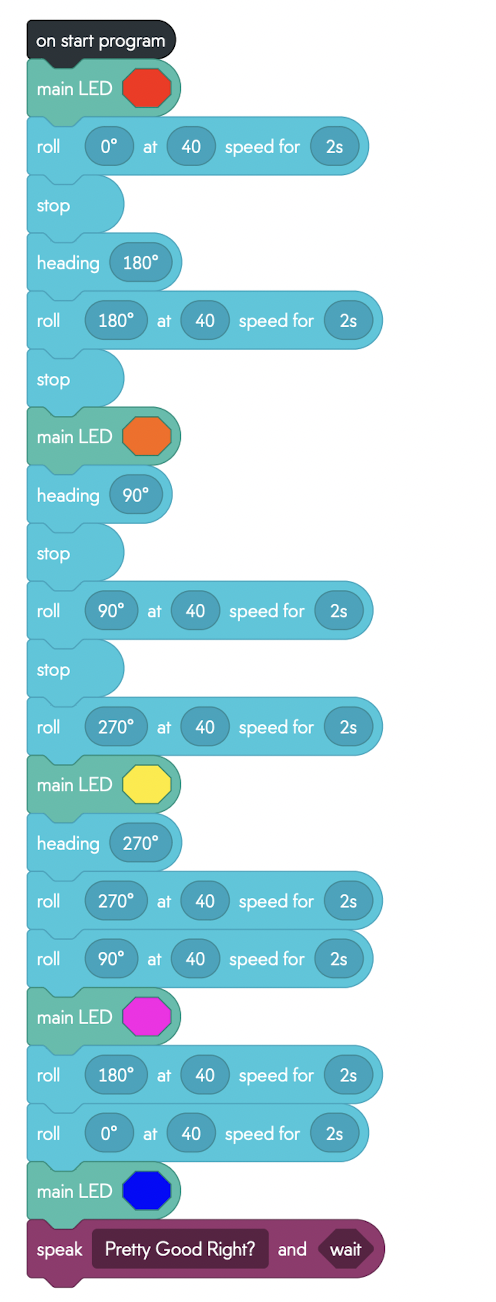 on start program
main LED
roll 0° at 40 speed for 2s
stop
heading 180°
roll 180° at 40 speed for 2s
stop
main LED
heading 90°
stop
roll 90° at 40 speed for 2s
stop
roll 270° at 40 speed for 2s
main LED
heading 270°
roll 270° at 40 speed for 2s
roll 90° at 40 speed for 2s
main LED
roll 180° at 40 speed for 2s
roll 0° at 40 speed for 2s
main LED
speak Pretty Good Right? and wait